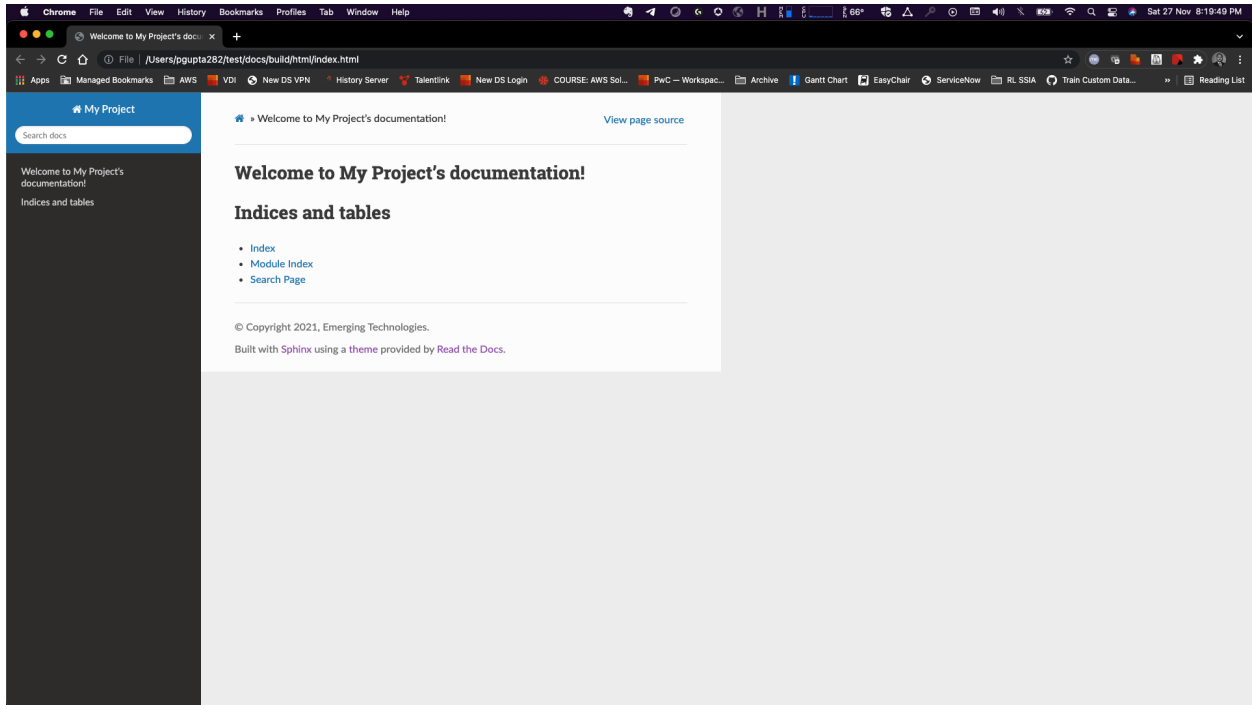 Chrome File Edit View History Bookmarks Profiles Tab Window Help 66° Sat 27 Nov 8:19:49 PM
Welcome to My Project's docu
File | /Users/pgupta282/test/docs/build/html/index.html
Apps Managed Bookmarks AWS VDI New DS VPN History Server Talentlink New DS Login COURSE: AWS Sol... PwC — Workspac... Archive Gantt Chart EasyChair ServiceNow RL SSIA Train Custom Data... » Reading List
My Project
Search docs
Welcome to My Project's
documentation!
Indices and tables
» Welcome to My Project's documentation! View page source
Welcome to My Project's documentation!
Indices and tables
• Index
• Module Index
• Search Page
© Copyright 2021, Emerging Technologies.
Built with Sphinx using a theme provided by Read the Docs.